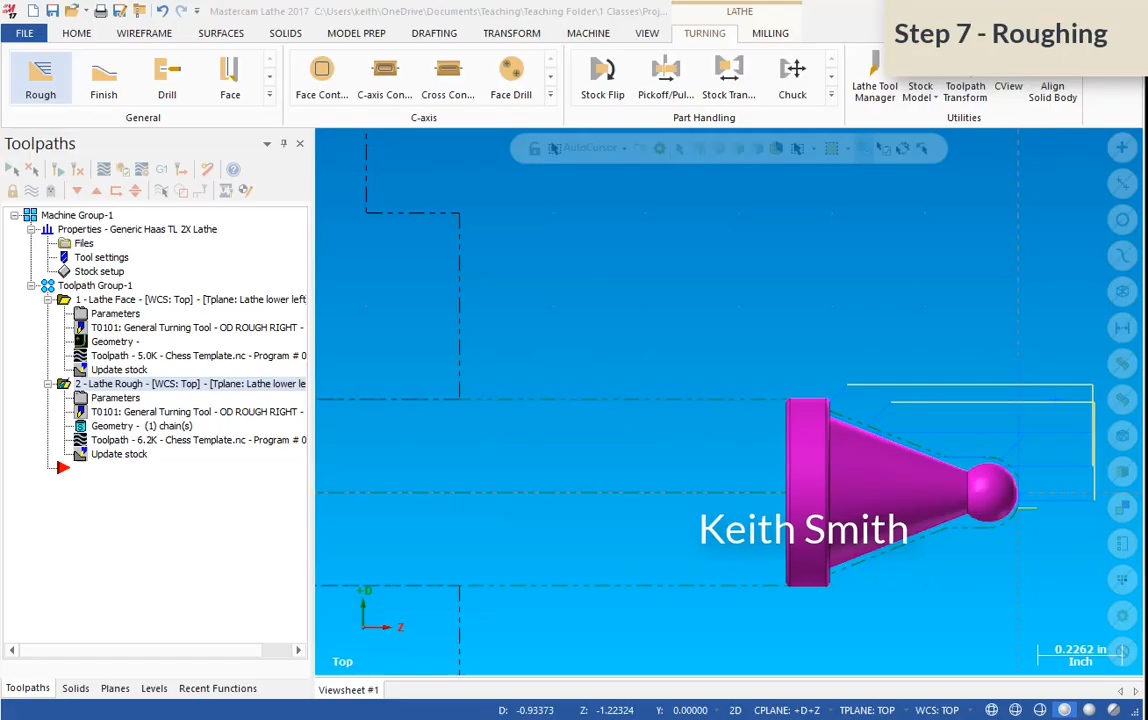 Mastercam Lathe 2017 C:\Users\keith\OneDrive\Documents\Teaching\Teaching Folder\1 Classes\Proj...
LATHE
Step 7 - Roughing
FILE HOME WIREFRAME SURFACES SOLIDS MODEL PREP DRAFTING TRANSFORM MACHINE VIEW TURNING MILLING
Rough Finish Drill Face Face Cont... C-axis Con... Cross Con... Face Drill Stock Flip Pickoff/Pul... Stock Tran... Chuck Lathe Tool Manager Stock Model Toolpath Transform CView Align Solid Body
General C-axis Part Handling Utilities
Toolpaths
AutoCursor
G1
Machine Group-1
Properties - Generic Haas TL 2X Lathe
Files
Tool settings
Stock setup
Toolpath Group-1
1 - Lathe Face - [WCS: Top] - [Tplane: Lathe lower left
Parameters
T0101: General Turning Tool - OD ROUGH RIGHT -
Geometry -
Toolpath - 5.0K - Chess Template.nc - Program # 0
Update stock
2 - Lathe Rough - [WCS: Top] - [Tplane: Lathe lower le
Parameters
T0101: General Turning Tool - OD ROUGH RIGHT -
Geometry - (1) chain(s)
Toolpath - 6.2K - Chess Template.nc - Program # 0
Update stock
Keith Smith
+D
Z
Top
0.2262 in
Inch
Toolpaths Solids Planes Levels Recent Functions
Viewsheet #1
D: -0.93373 Z: -1.22324 Y: 0.00000 2D CPLANE: +D+Z TPLANE: TOP WCS: TOP